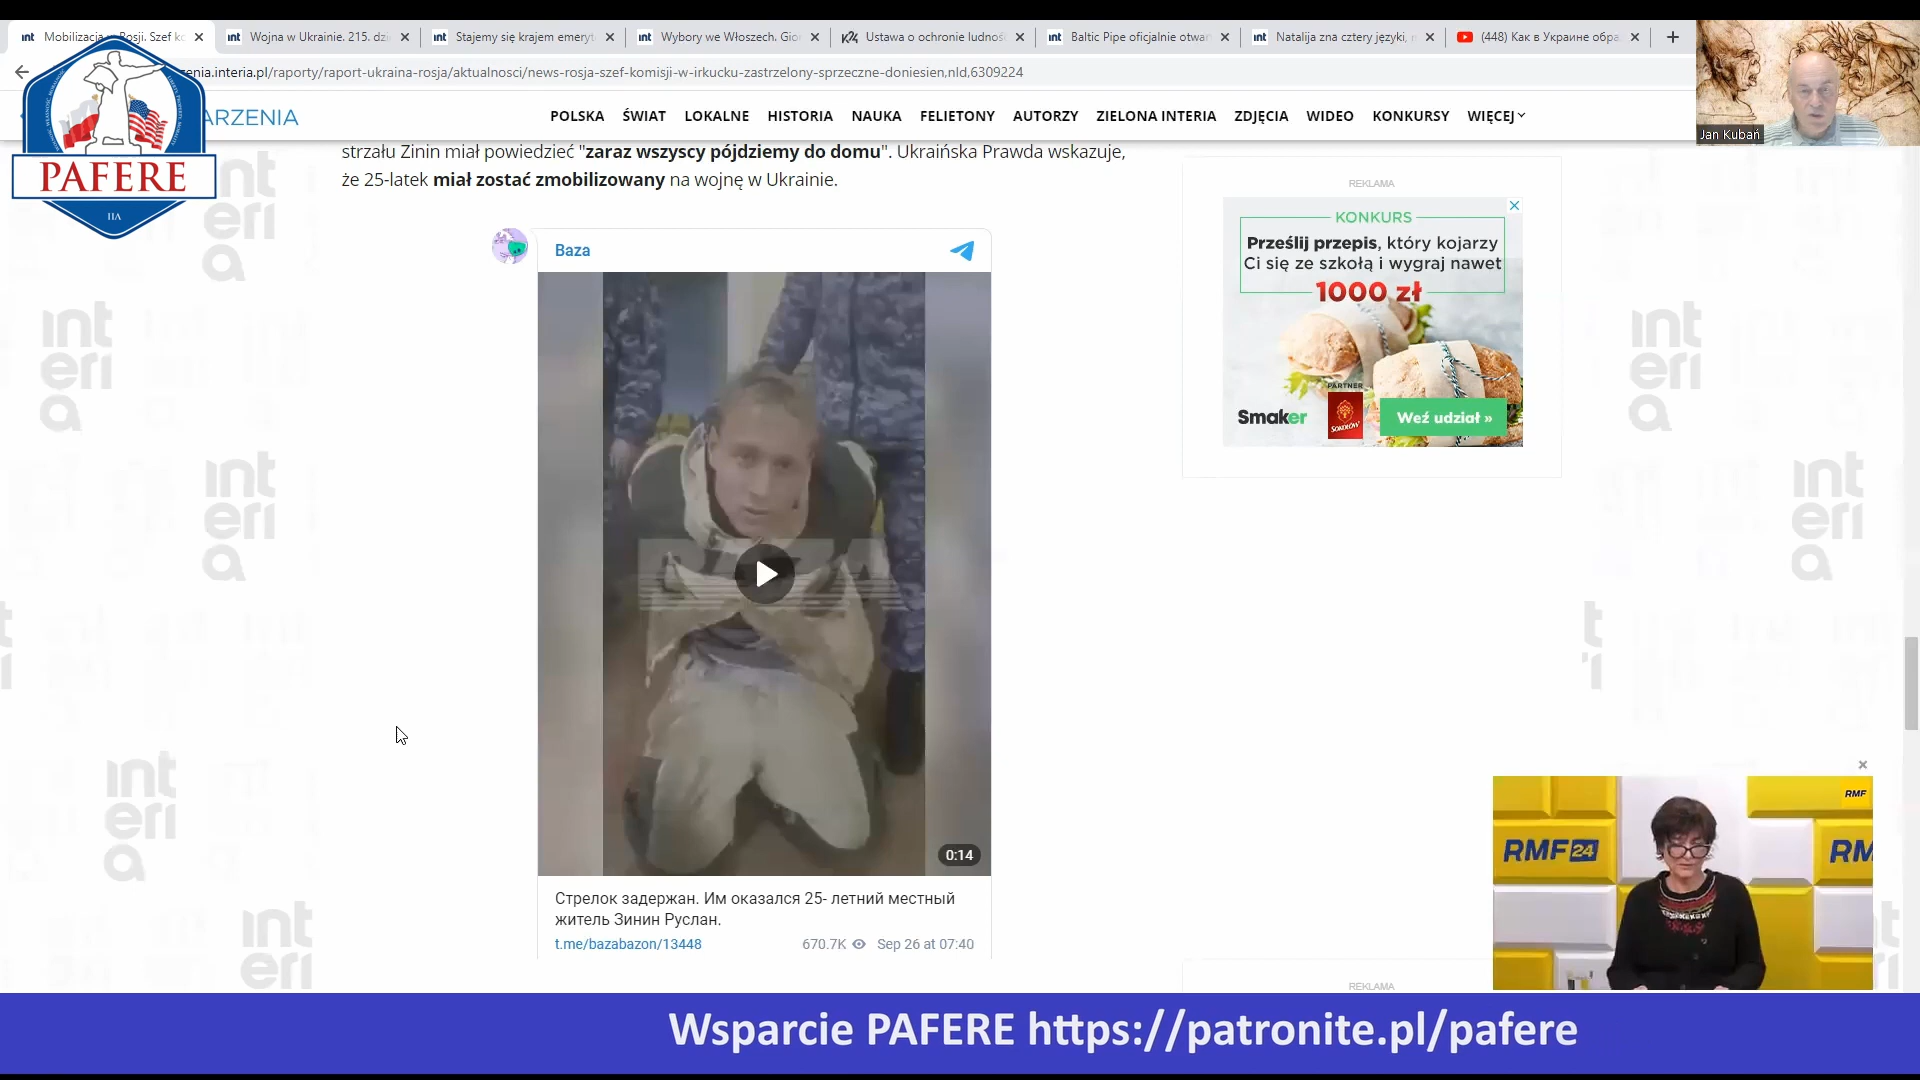 Mobilizacja w Rosji. Szef ko
Wojna w Ukrainie. 215. dzi
Stajemy się krajem emeryt
Wybory we Włoszech. Gio
Ustawa o ochronie ludnoś
Baltic Pipe oficjalnie otwar
Natalija zna cztery języki,
(448) Как в Украине обра
enia.interia.pl/raporty/raport-ukraina-rosja/aktualnosci/news-rosja-szef-komisji-w-irkucku-zastrzelony-sprzeczne-doniesien,nld,6309224
ARZENIA
POLSKA ŚWIAT LOKALNE HISTORIA NAUKA FELIETONY AUTORZY ZIELONA INTERIA ZDJĘCIA WIDEO KONKURSY WIĘCEJ
Jan Kubań
PAFERE
strzału Zinin miał powiedzieć "zaraz wszyscy pójdziemy do domu". Ukraińska Prawda wskazuje,
że 25-latek miał zostać zmobilizowany na wojnę w Ukrainie.
Baza
BAZA
0:14
Стрелок задержан. Им оказался 25- летний местный
житель Зинин Руслан.
t.me/bazabazon/13448 670.7K Sep 26 at 07:40
REKLAMA
KONKURS
Prześlij przepis, który kojarzy
Ci się ze szkołą i wygraj nawet
1000 zł
PARTNER
Smaker
SOKOŁÓW
Weź udział »
RMF
RMF24
RM
REKLAMA
interia
Wsparcie PAFERE https://patronite.pl/pafere